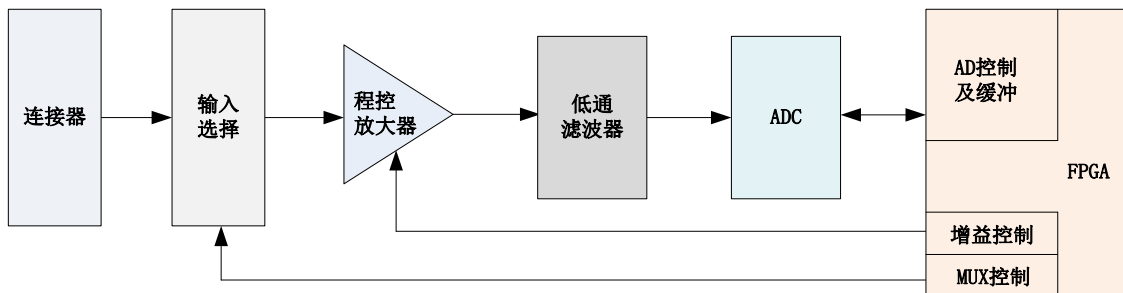 连接器
输入
选择
程控
放大器
低通
滤波器
ADC
AD控制
及缓冲
FPGA
增益控制
MUX控制